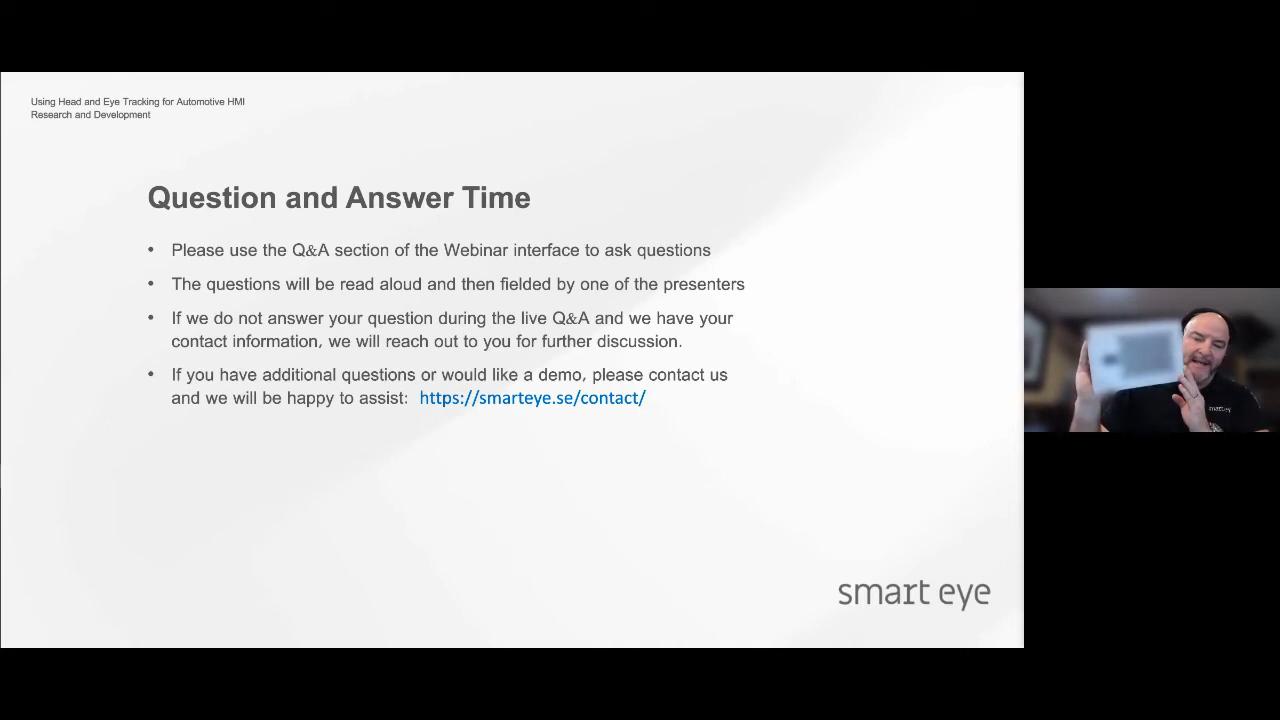 Using Head and Eye Tracking for Automotive HMI
Research and Development
Question and Answer Time
• Please use the Q&A section of the Webinar interface to ask questions
• The questions will be read aloud and then fielded by one of the presenters
• If we do not answer your question during the live Q&A and we have your
contact information, we will reach out to you for further discussion.
• If you have additional questions or would like a demo, please contact us
and we will be happy to assist: https://smarteye.se/contact/
smart eye
smart eye